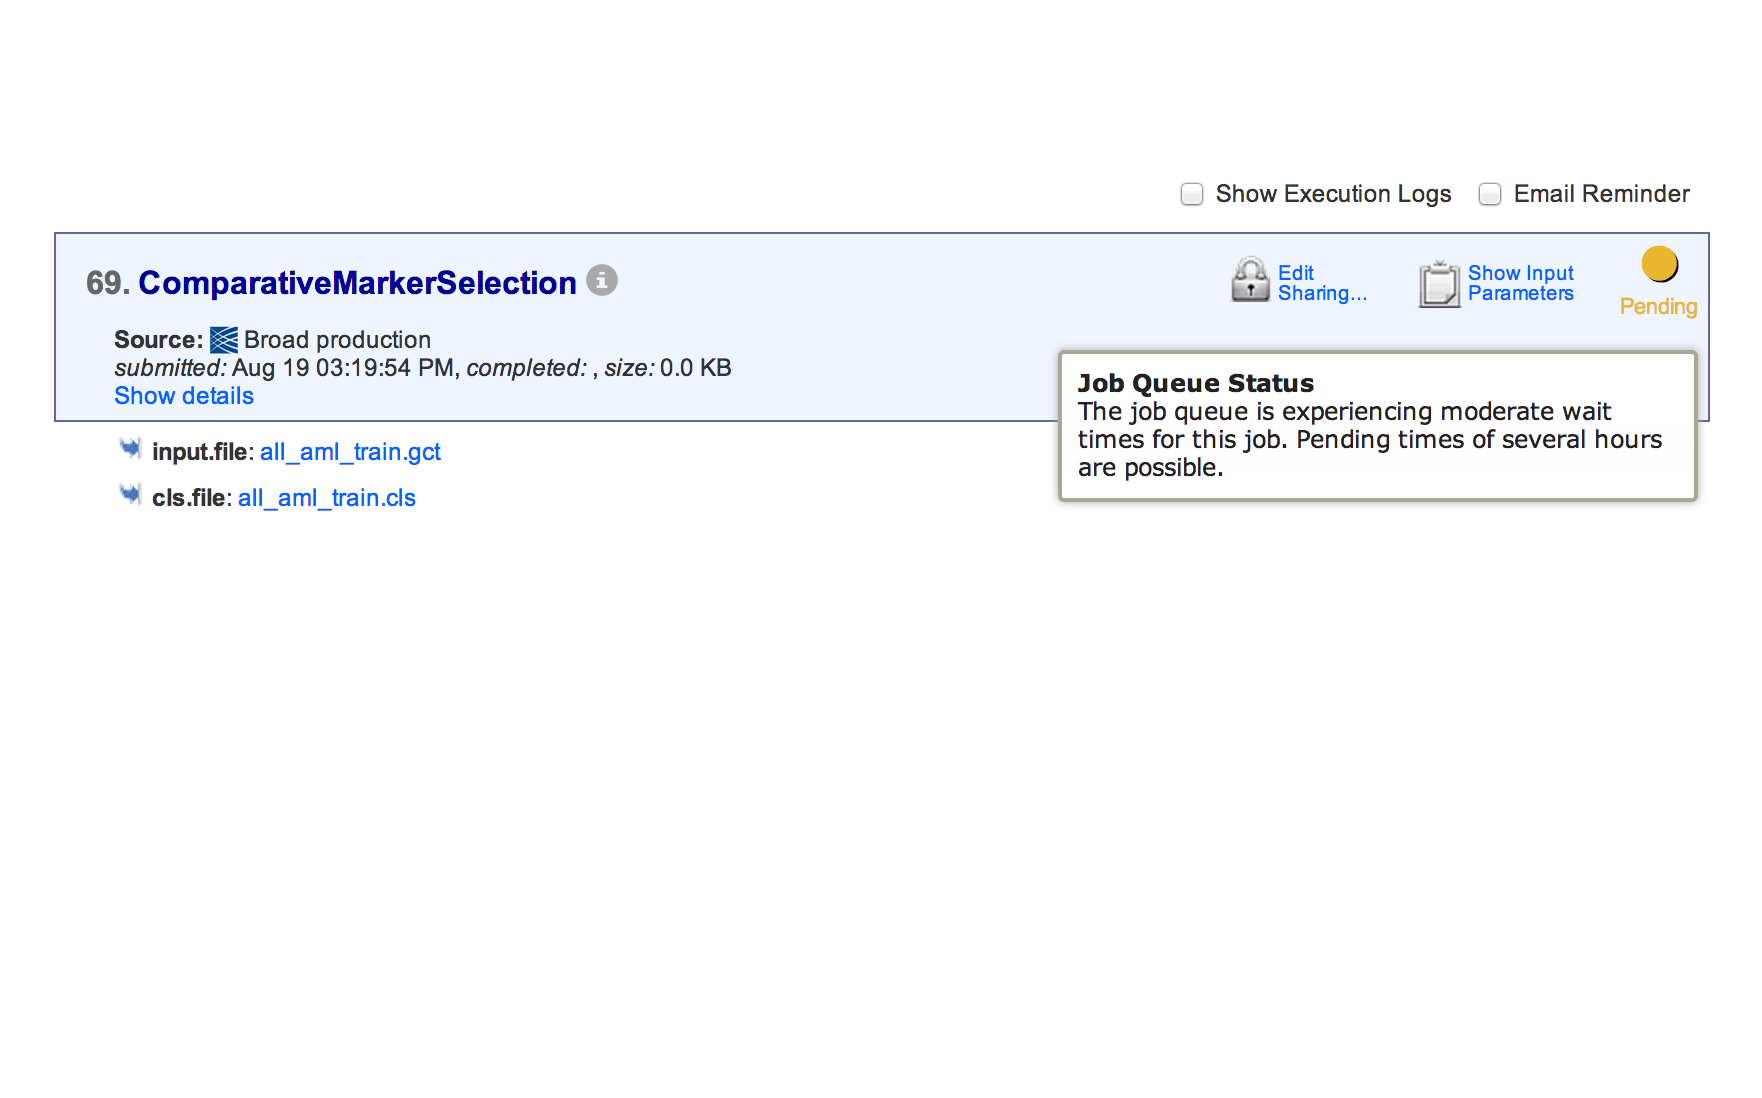 Show Execution Logs Email Reminder
69. ComparativeMarkerSelection
Edit Sharing...
Show Input Parameters
Pending
Source: Broad production
submitted: Aug 19 03:19:54 PM, completed: , size: 0.0 KB
Show details
Job Queue Status
The job queue is experiencing moderate wait
times for this job. Pending times of several hours
are possible.
input.file: all_aml_train.gct
cls.file: all_aml_train.cls